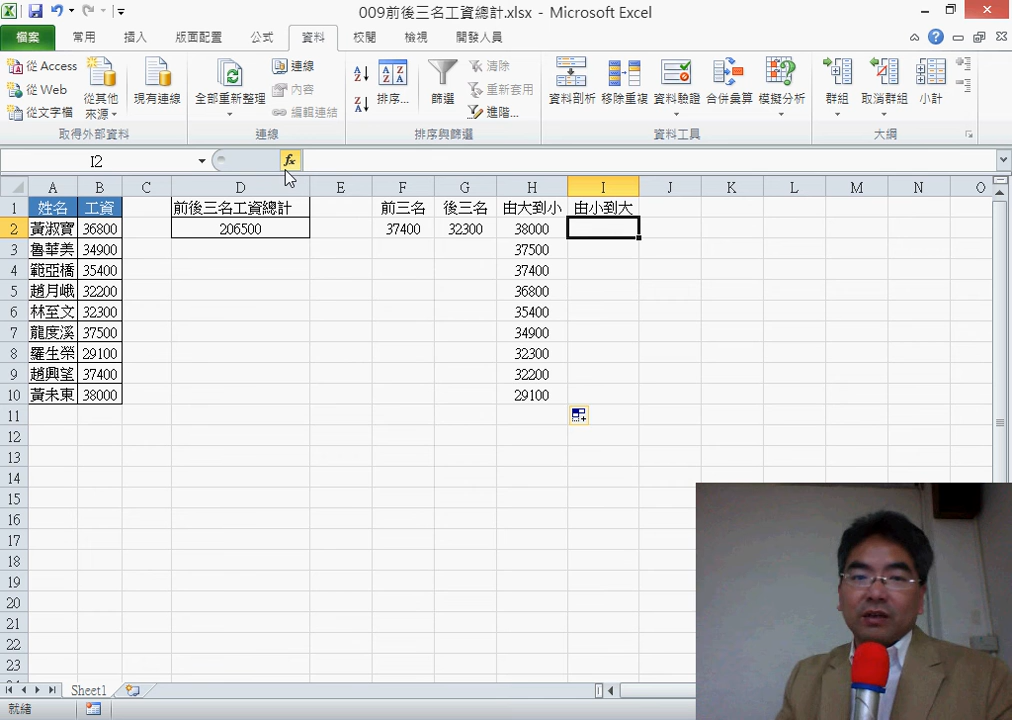 009前後三名工資總計.xlsx - Microsoft Excel
檔案 常用 插入 版面配置 公式 資料 校閱 檢視 開發人員
從 Access
從 Web
從文字檔
從其他來源
現有連線
取得外部資料
全部重新整理
連線
內容
編輯連結
連線
排序...
篩選
清除
重新套用
進階...
排序與篩選
資料剖析 移除重複 資料驗證 合併彙算 模擬分析
資料工具
群組 取消群組 小計
大綱
I2 fx
A B C D E F G H I J K L M N O
1 姓名 工資 前後三名工資總計 前三名 後三名 由大到小 由小到大
2 黃淑寶 36800 206500 37400 32300 38000
3 魯華美 34900 37500
4 範亞橋 35400 37400
5 趙月峨 32200 36800
6 林至文 32300 35400
7 龍度溪 37500 34900
8 羅生榮 29100 32300
9 趙興望 37400 32200
10 黃未東 38000 29100
11
12
13
14
15
16
17
18
19
20
21
22
23
Sheet1
就緒